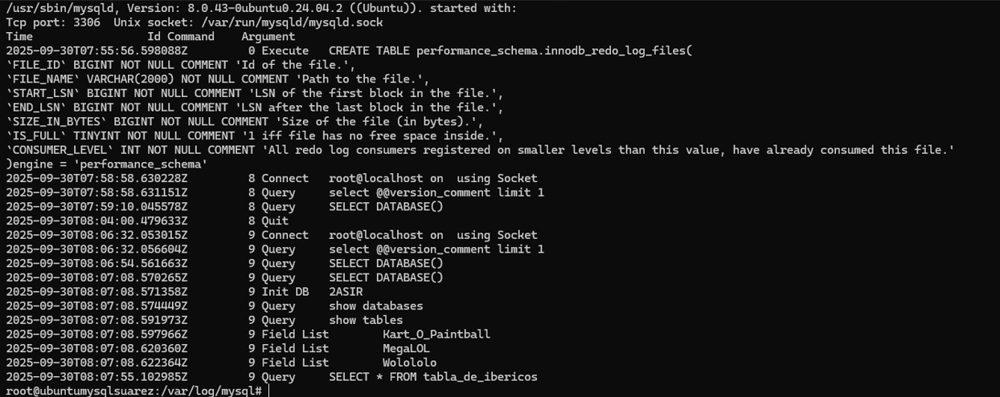 /usr/sbin/mysqld, Version: 8.0.43-0ubuntu0.24.04.2 ((Ubuntu)). started with:
Tcp port: 3306  Unix socket: /var/run/mysqld/mysqld.sock
Time                 Id Command    Argument
2025-09-30T07:55:56.598088Z         0 Execute   CREATE TABLE performance_schema.innodb_redo_log_files(
`FILE_ID` BIGINT NOT NULL COMMENT 'Id of the file.',
`FILE_NAME` VARCHAR(2000) NOT NULL COMMENT 'Path to the file.',
`START_LSN` BIGINT NOT NULL COMMENT 'LSN of the first block in the file.',
`END_LSN` BIGINT NOT NULL COMMENT 'LSN after the last block in the file.',
`SIZE_IN_BYTES` BIGINT NOT NULL COMMENT 'Size of the file (in bytes).',
`IS_FULL` TINYINT NOT NULL COMMENT '1 iff file has no free space inside.',
`CONSUMER_LEVEL` INT NOT NULL COMMENT 'All redo log consumers registered on smaller levels than this value, have already consumed this file.'
)engine = 'performance_schema'
2025-09-30T07:58:58.630228Z         8 Connect   root@localhost on  using Socket
2025-09-30T07:58:58.631151Z         8 Query     select @@version_comment limit 1
2025-09-30T07:59:10.045578Z         8 Query     SELECT DATABASE()
2025-09-30T08:04:00.479633Z         8 Quit
2025-09-30T08:06:32.053015Z         9 Connect   root@localhost on  using Socket
2025-09-30T08:06:32.056604Z         9 Query     select @@version_comment limit 1
2025-09-30T08:06:54.561663Z         9 Query     SELECT DATABASE()
2025-09-30T08:07:08.570265Z         9 Query     SELECT DATABASE()
2025-09-30T08:07:08.571358Z         9 Init DB   2ASIR
2025-09-30T08:07:08.574449Z         9 Query     show databases
2025-09-30T08:07:08.591973Z         9 Query     show tables
2025-09-30T08:07:08.597966Z         9 Field List        Kart_O_Paintball
2025-09-30T08:07:08.620360Z         9 Field List        MegaLOL
2025-09-30T08:07:08.622364Z         9 Field List        Wolololo
2025-09-30T08:07:55.102985Z         9 Query     SELECT * FROM tabla_de_ibericos
root@ubuntumysqlsuarez:/var/log/mysql#